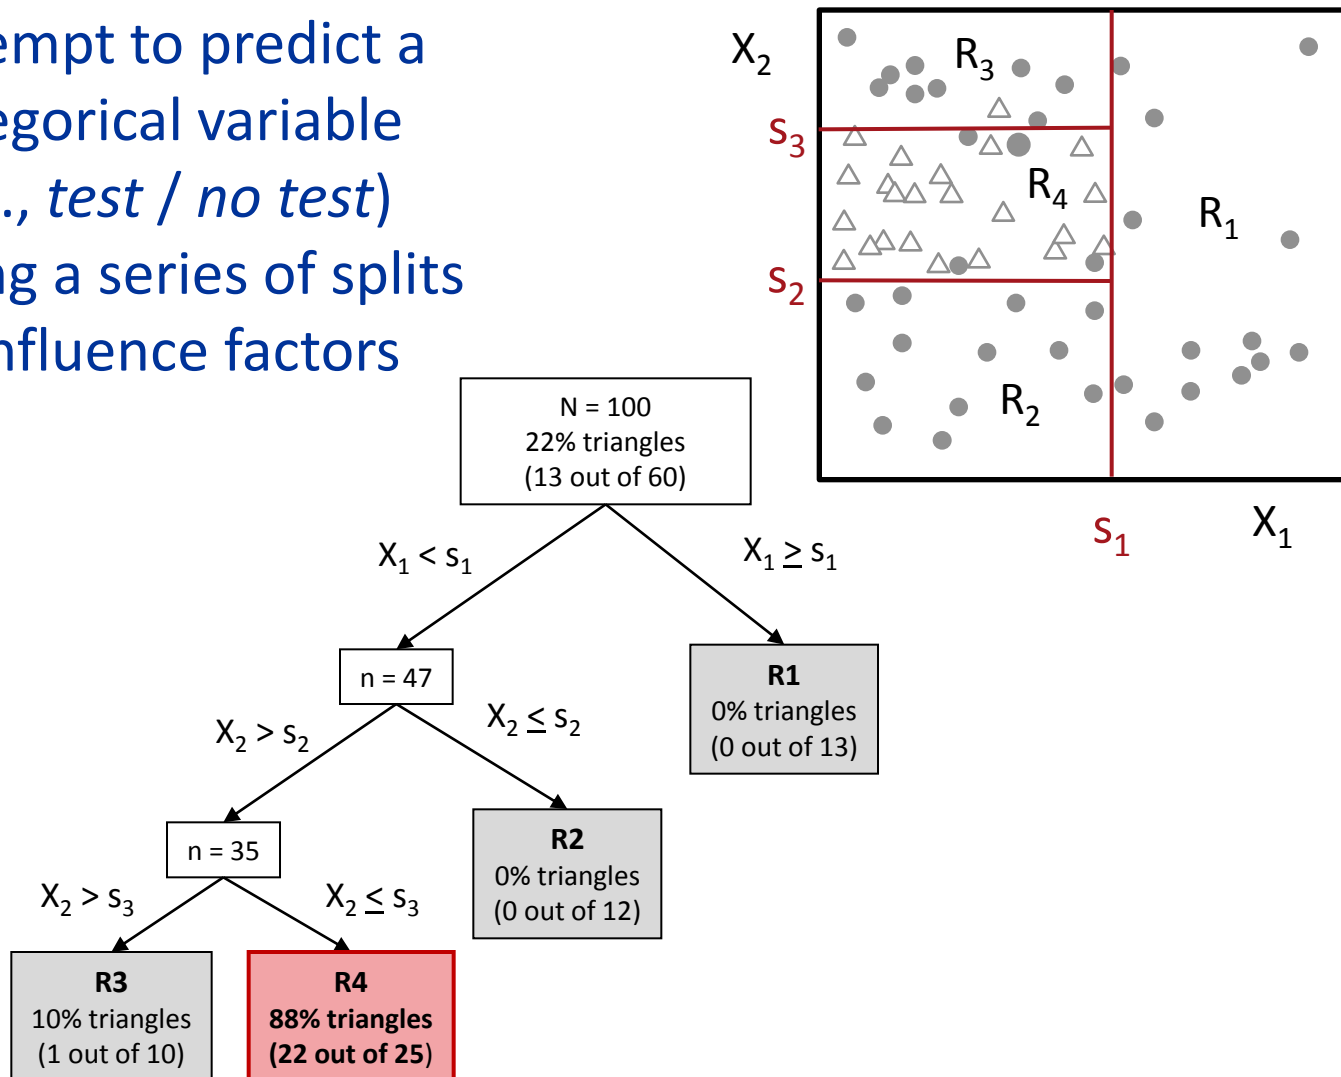 empt to predict a
egorical variable
., test / no test)
g a series of splits
nfluence factors
X2
R3
s3
R4
R1
s2
R2
s1
X1
N = 100
22% triangles
(13 out of 60)
X1 < s1
X1 ≥ s1
n = 47
R1
0% triangles
(0 out of 13)
X2 > s2
X2 ≤ s2
n = 35
R2
0% triangles
(0 out of 12)
X2 > s3
X2 ≤ s3
R3
10% triangles
(1 out of 10)
R4
88% triangles
(22 out of 25)